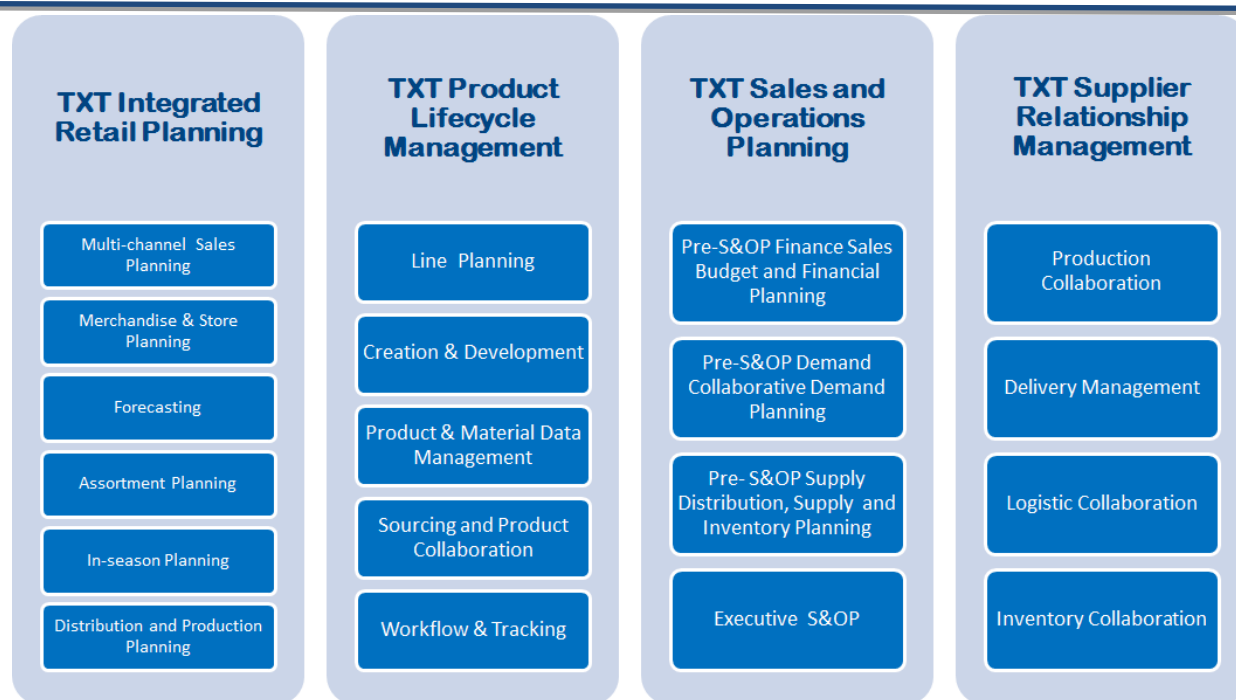 TXT Integrated
Retail Planning
Multi-channel Sales
Planning
Merchandise & Store
Planning
Forecasting
Assortment Planning
In-season Planning
Distribution and Production
Planning
TXT Product
Lifecycle
Management
Line Planning
Creation & Development
Product & Material Data
Management
Sourcing and Product
Collaboration
Workflow & Tracking
TXT Sales and
Operations
Planning
Pre-S&OP Finance Sales
Budget and Financial
Planning
Pre-S&OP Demand
Collaborative Demand
Planning
Pre- S&OP Supply
Distribution, Supply and
Inventory Planning
Executive S&OP
TXT Supplier
Relationship
Management
Production
Collaboration
Delivery Management
Logistic Collaboration
Inventory Collaboration